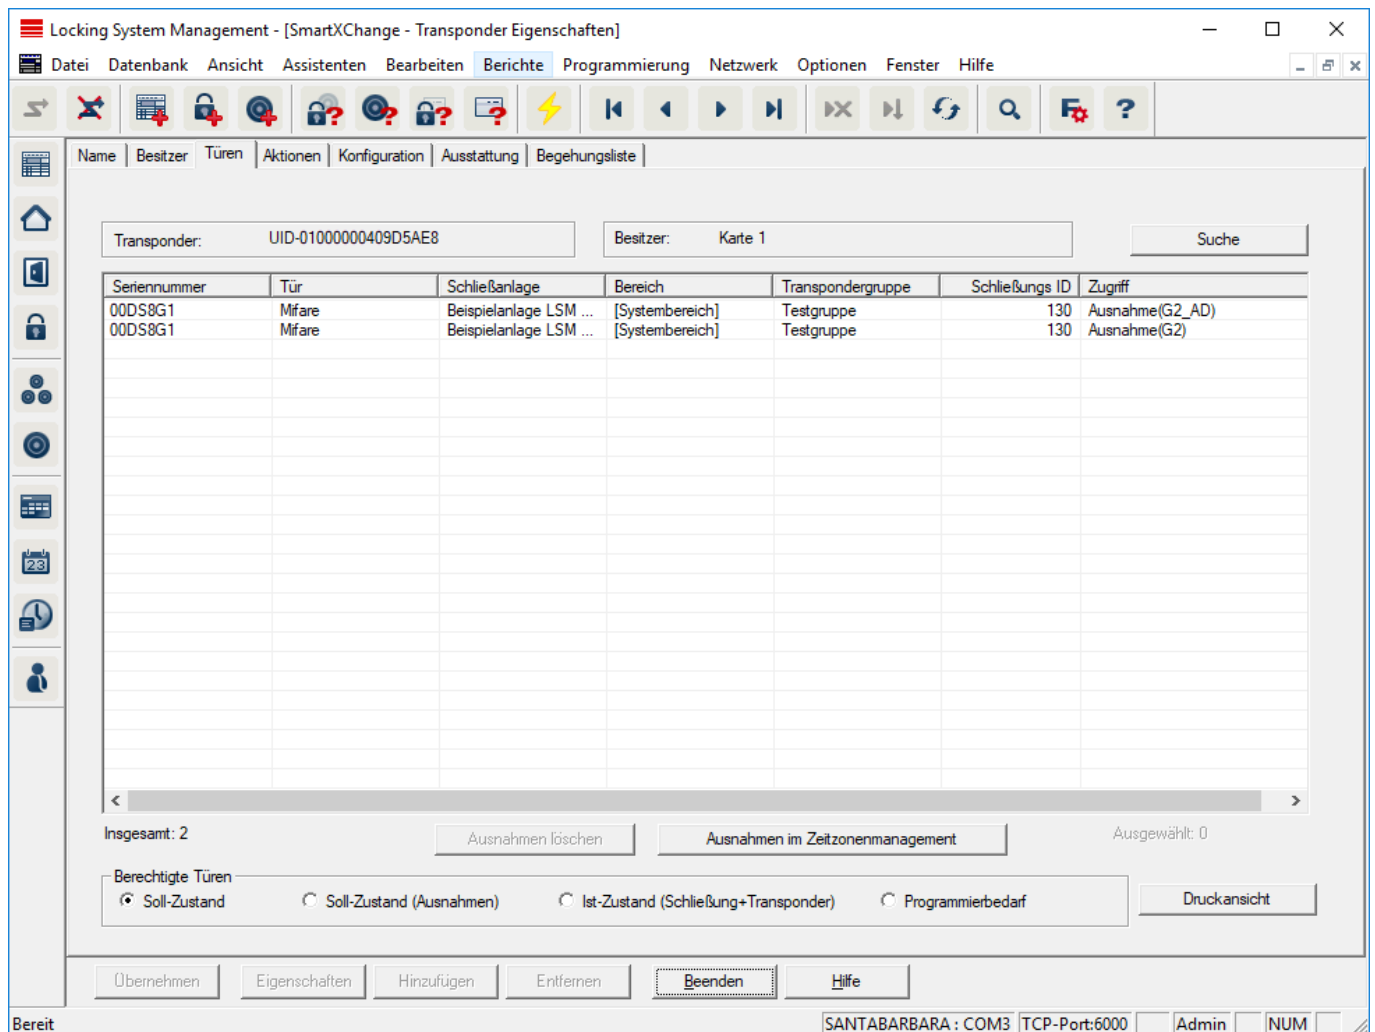 Locking System Management - [SmartXChange - Transponder Eigenschaften]
Datei Datenbank Ansicht Assistenten Bearbeiten Berichte Programmierung Netzwerk Optionen Fenster Hilfe
Name Besitzer Türen Aktionen Konfiguration Ausstattung Begehungsliste
Transponder: UID-01000000409D5AE8 Besitzer: Karte 1 Suche
Seriennummer Tür Schließanlage Bereich Transpondergruppe Schließungs ID Zugriff
00DS8G1 Mifare Beispielanlage LSM ... [Systembereich] Testgruppe 130 Ausnahme(G2_AD)
00DS8G1 Mifare Beispielanlage LSM ... [Systembereich] Testgruppe 130 Ausnahme(G2)
23
Insgesamt: 2 Ausnahmen löschen Ausnahmen im Zeitzonenmanagement Ausgewählt: 0
Berechtigte Türen
Soll-Zustand Soll-Zustand (Ausnahmen) Ist-Zustand (Schließung+Transponder) Programmierbedarf Druckansicht
Übernehmen Eigenschaften Hinzufügen Entfernen Beenden Hilfe
Bereit SANTABARBARA : COM3 TCP-Port:6000 Admin NUM